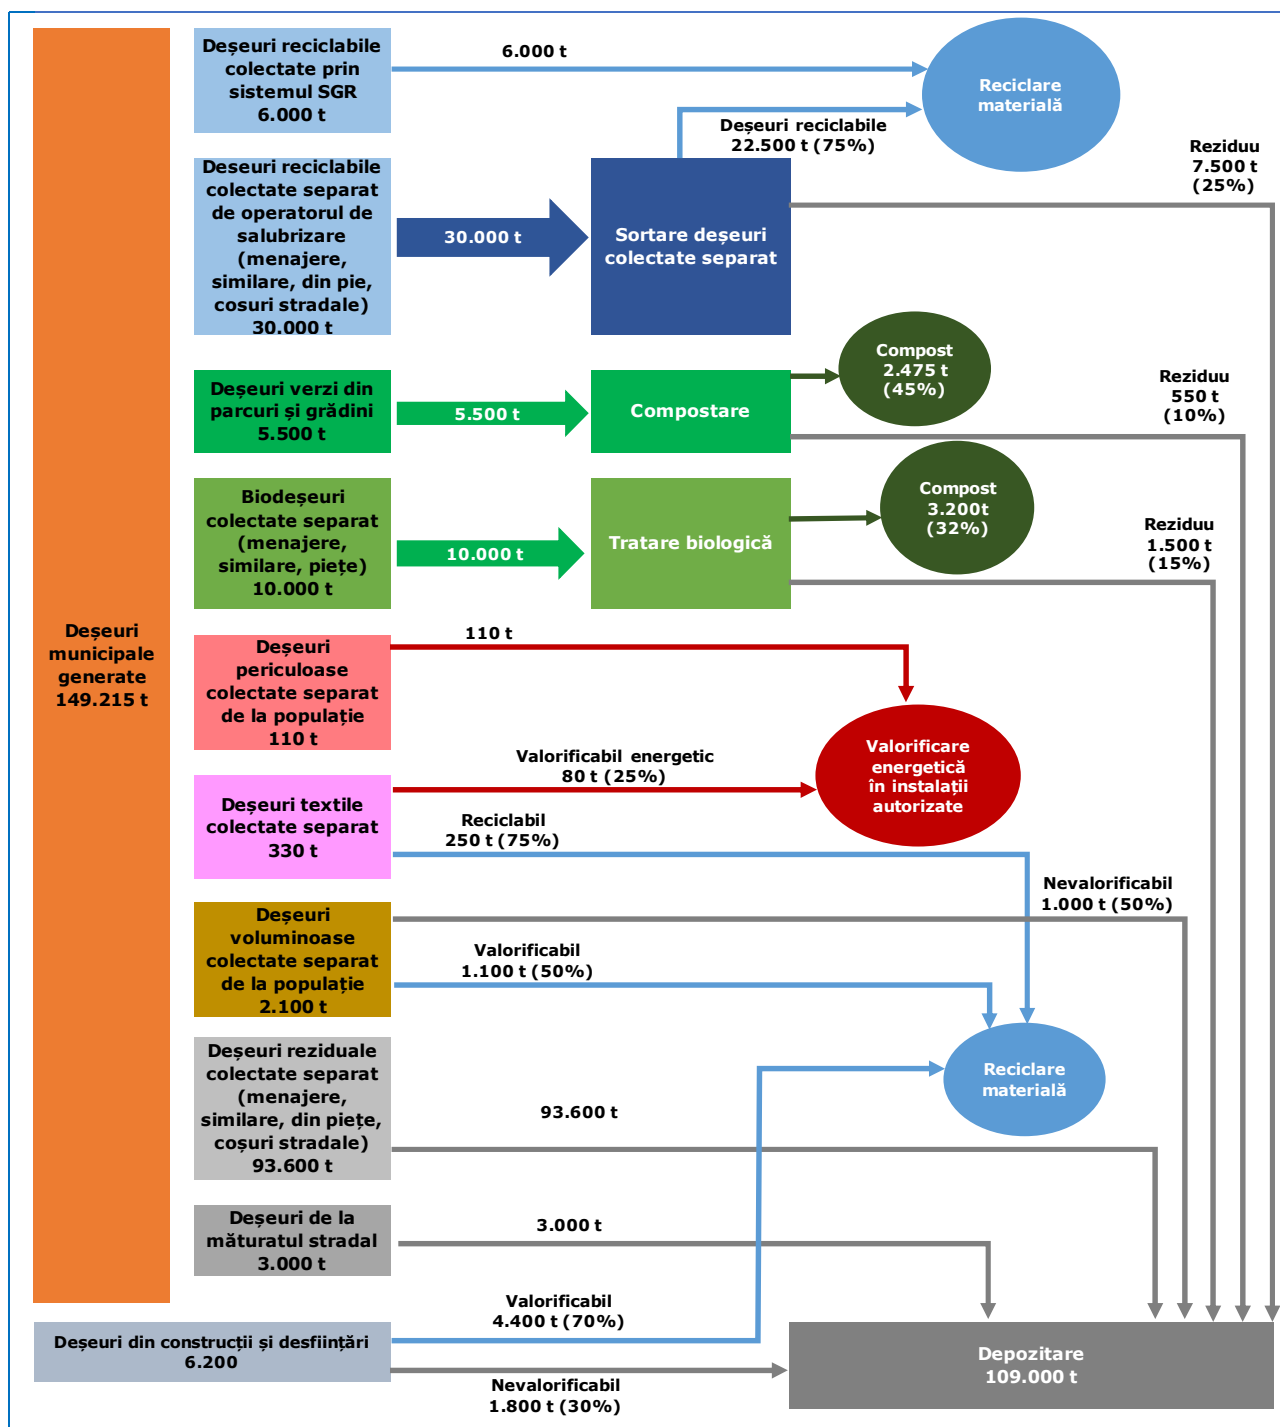 Deșeuri
municipale
generate
149.215 t
Deșeuri reciclabile
colectate prin
sistemul SGR
6.000 t
6.000 t
Reciclare
materială
Deșeuri reciclabile
22.500 t (75%)
Reziduu
7.500 t
(25%)
Deseuri reciclabile
colectate separat
de operatorul de
salubrizare
(menajere,
similare, din pie,
cosuri stradale)
30.000 t
30.000 t
Sortare deșeuri
colectate separat
Deșeuri verzi din
parcuri și grădini
5.500 t
5.500 t
Compostare
Compost
2.475 t
(45%)
Reziduu
550 t
(10%)
Biodeșeuri
colectate separat
(menajere,
similare, piețe)
10.000 t
10.000 t
Tratare biologică
Compost
3.200t
(32%)
Reziduu
1.500 t
(15%)
Deșeuri
periculoase
colectate separat
de la populație
110 t
110 t
Valorificare
energetică
în instalații
autorizate
Deșeuri textile
colectate separat
330 t
Valorificabil energetic
80 t (25%)
Reciclabil
250 t (75%)
Deșeuri
voluminoase
colectate separat
de la populație
2.100 t
Nevalorificabil
1.000 t (50%)
Valorificabil
1.100 t (50%)
Reciclare
materială
Deșeuri reziduale
colectate separat
(menajere,
similare, din piețe,
coșuri stradale)
93.600 t
93.600 t
Deșeuri de la
măturatul stradal
3.000 t
3.000 t
Deșeuri din construcții și desființări
6.200
Valorificabil
4.400 t (70%)
Nevalorificabil
1.800 t (30%)
Depozitare
109.000 t